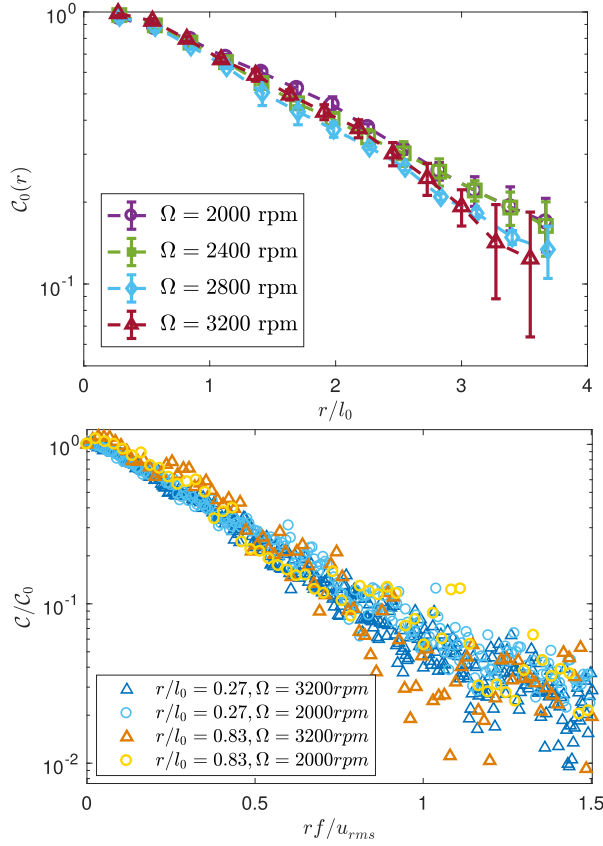 10^0
10^{-1}
C_0(r)
Ω = 2000 rpm
Ω = 2400 rpm
Ω = 2800 rpm
Ω = 3200 rpm
0 1 2 3 4
r/l_0
10^0
10^{-1}
10^{-2}
C/C_0
r/l_0 = 0.27, Ω = 3200rpm
r/l_0 = 0.27, Ω = 2000rpm
r/l_0 = 0.83, Ω = 3200rpm
r/l_0 = 0.83, Ω = 2000rpm
0 0.5 1 1.5
rf/u_{rms}